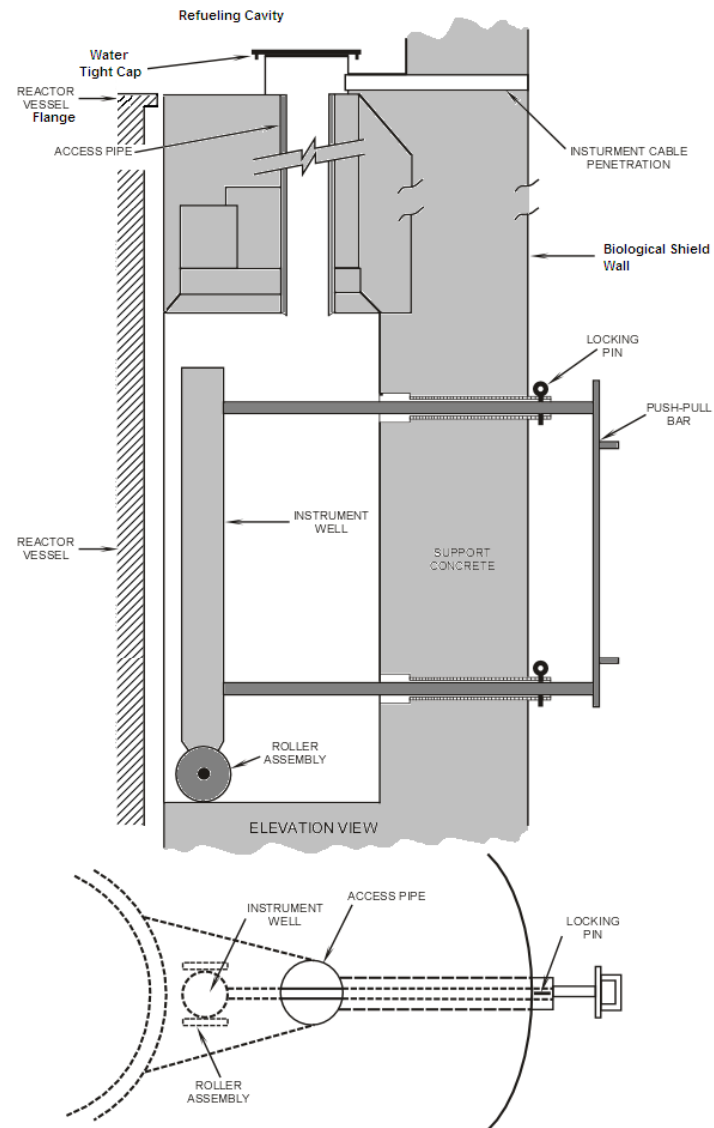 Refueling Cavity
Water
Tight Cap
REACTOR
VESSEL
Flange
ACCESS PIPE
INSTURMENT CABLE
PENETRATION
Biological Shield
Wall
LOCKING
PIN
PUSH-PULL
BAR
INSTRUMENT
WELL
REACTOR
VESSEL
SUPPORT
CONCRETE
ROLLER
ASSEMBLY
ELEVATION VIEW
ACCESS PIPE
INSTRUMENT
WELL
LOCKING
PIN
ROLLER
ASSEMBLY